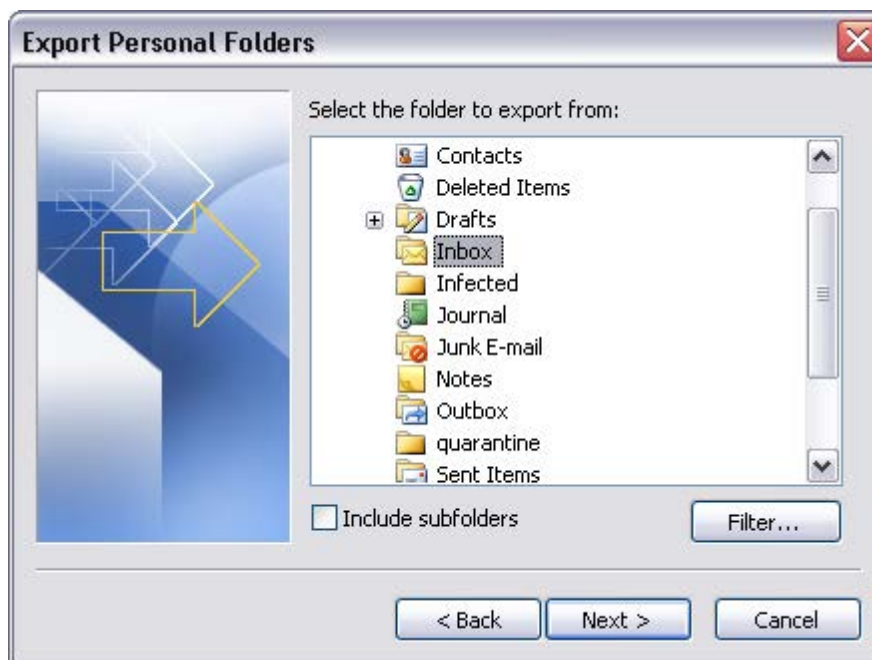 Export Personal Folders
Select the folder to export from:
Contacts
Deleted Items
Drafts
Inbox
Infected
Journal
Junk E-mail
Notes
Outbox
quarantine
Sent Items
Include subfolders
Filter...
< Back
Next >
Cancel